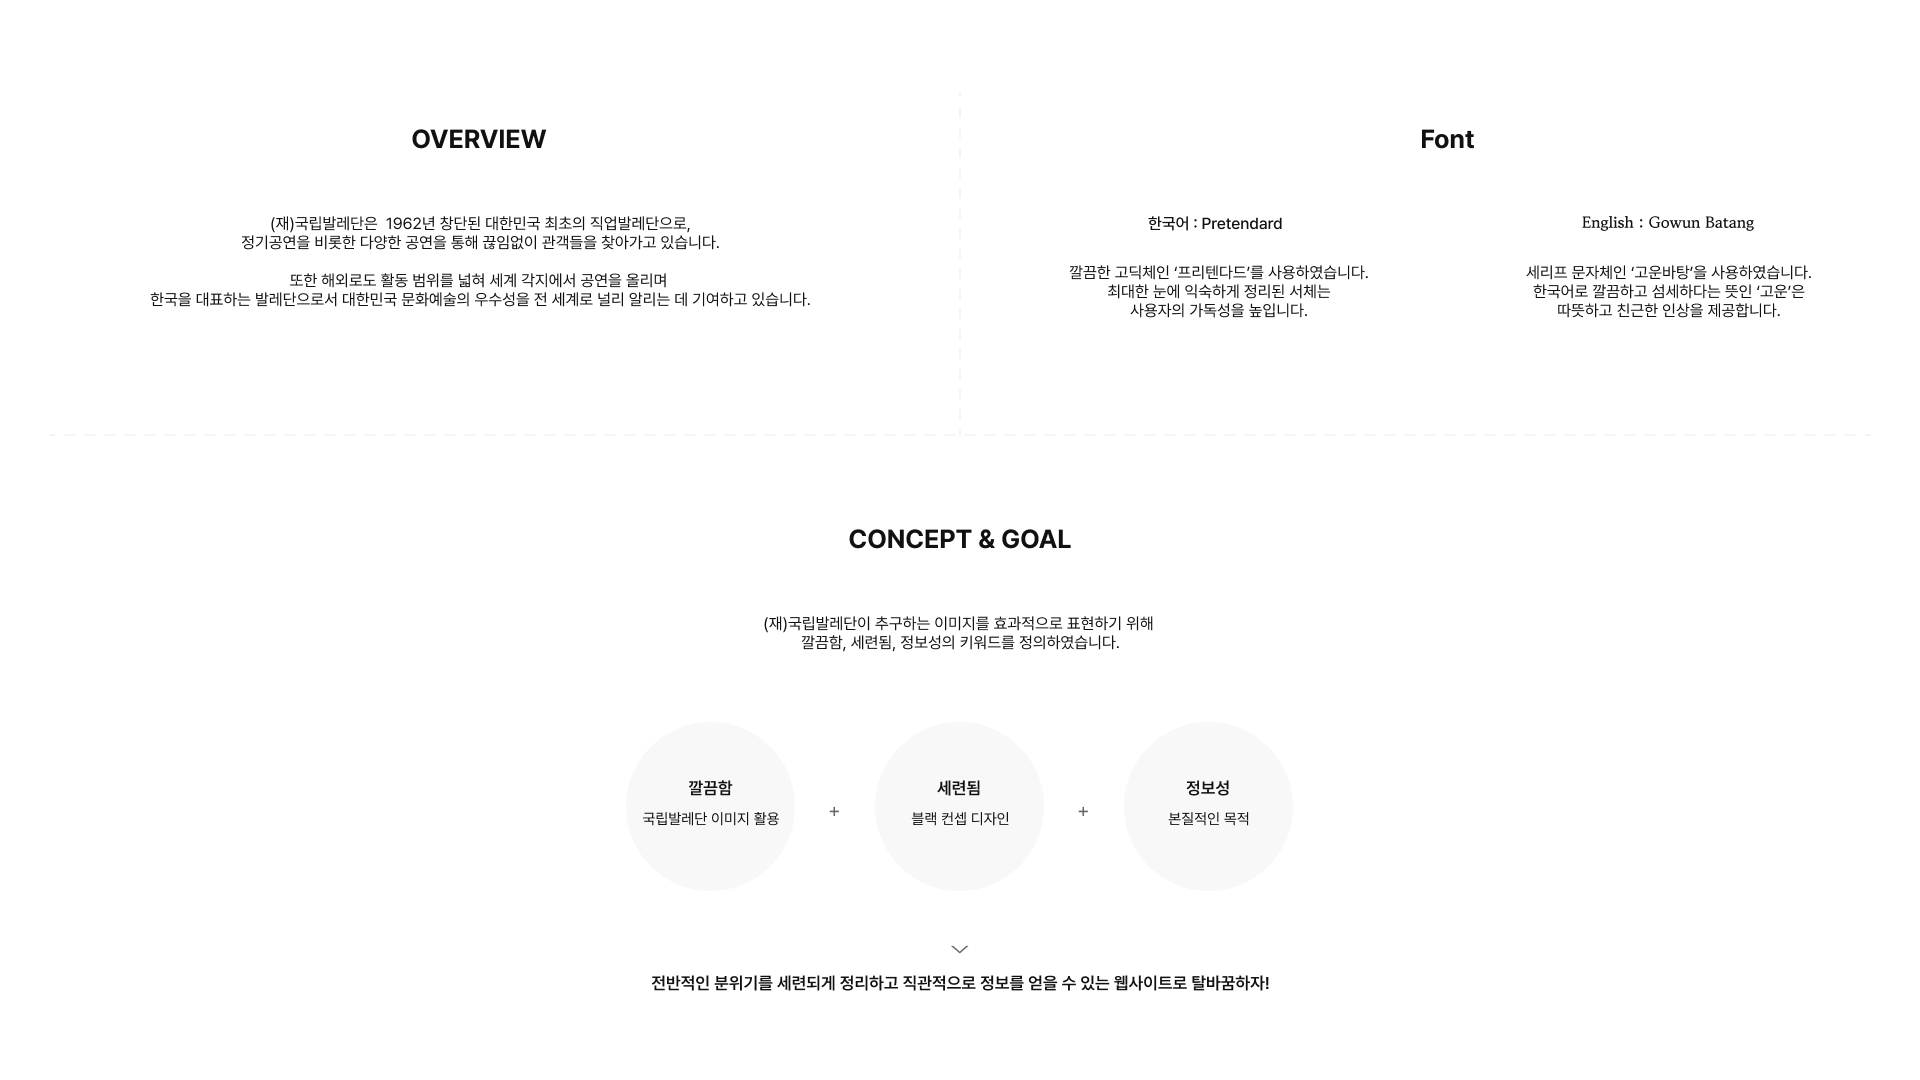 OVERVIEW
(재)국립발레단은  1962년 창단된 대한민국 최초의 직업발레단으로,
정기공연을 비롯한 다양한 공연을 통해 끊임없이 관객들을 찾아가고 있습니다.
또한 해외로도 활동 범위를 넓혀 세계 각지에서 공연을 올리며
한국을 대표하는 발레단으로서 대한민국 문화예술의 우수성을 전 세계로 널리 알리는 데 기여하고 있습니다.
Font
한국어 : Pretendard
깔끔한 고딕체인 ‘프리텐다드’를 사용하였습니다.
최대한 눈에 익숙하게 정리된 서체는
사용자의 가독성을 높입니다.
English : Gowun Batang
세리프 문자체인 ‘고운바탕’을 사용하였습니다.
한국어로 깔끔하고 섬세하다는 뜻인 ‘고운’은
따뜻하고 친근한 인상을 제공합니다.
CONCEPT & GOAL
(재)국립발레단이 추구하는 이미지를 효과적으로 표현하기 위해
깔끔함, 세련됨, 정보성의 키워드를 정의하였습니다.
깔끔함
국립발레단 이미지 활용
+
세련됨
블랙 컨셉 디자인
+
정보성
본질적인 목적
전반적인 분위기를 세련되게 정리하고 직관적으로 정보를 얻을 수 있는 웹사이트로 탈바꿈하자!